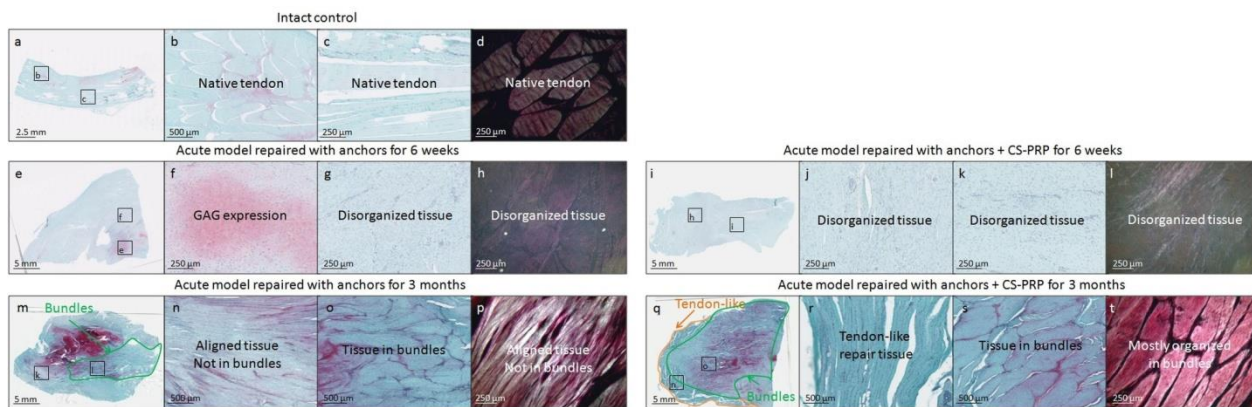 Intact control
a
b
c
2.5 mm
b
Native tendon
500 µm
c
Native tendon
250 µm
d
Native tendon
250 µm
Acute model repaired with anchors for 6 weeks
e
f
e
5 mm
f
GAG expression
250 µm
g
Disorganized tissue
250 µm
h
Disorganized tissue
250 µm
Acute model repaired with anchors + CS-PRP for 6 weeks
i
h
i
5 mm
j
Disorganized tissue
250 µm
k
Disorganized tissue
250 µm
l
Disorganized tissue
250 µm
Acute model repaired with anchors for 3 months
m
Bundles
k
5 mm
n
Aligned tissue
Not in bundles
500 µm
o
Tissue in bundles
500 µm
p
Aligned tissue
Not in bundles
250 µm
Acute model repaired with anchors + CS-PRP for 3 months
q
Tendon-like
o
n
Bundles
5 mm
r
Tendon-like
repair tissue
500 µm
s
Tissue in bundles
500 µm
t
Mostly organized
in bundles
250 µm